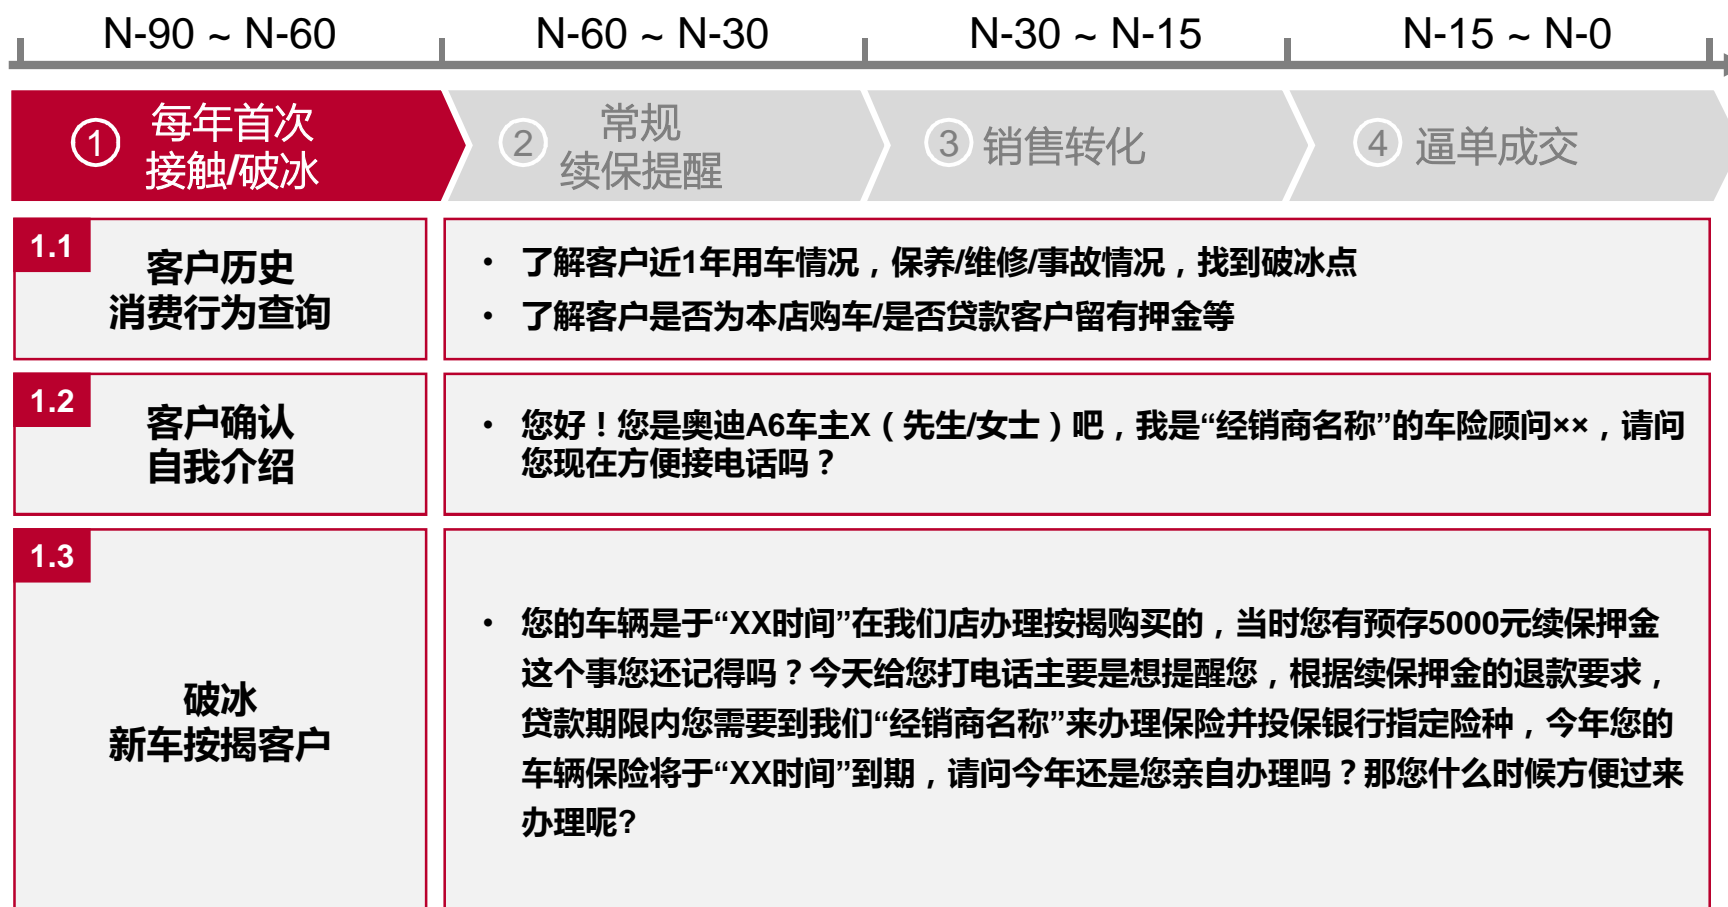 N-90 ~ N-60
N-60 ~ N-30
N-30 ~ N-15
N-15 ~ N-0
① 每年首次
接触/破冰
② 常规
续保提醒
③ 销售转化
④ 逼单成交
1.1
客户历史
消费行为查询
• 了解客户近1年用车情况，保养/维修/事故情况，找到破冰点
• 了解客户是否为本店购车/是否贷款客户留有押金等
1.2
客户确认
自我介绍
• 您好！您是奥迪A6车主X（先生/女士）吧，我是“经销商名称”的车险顾问××，请问
您现在方便接电话吗？
1.3
破冰
新车按揭客户
• 您的车辆是于“XX时间”在我们店办理按揭购买的，当时您有预存5000元续保押金
这个事您还记得吗？今天给您打电话主要是想提醒您，根据续保押金的退款要求，
贷款期限内您需要到我们“经销商名称”来办理保险并投保银行指定险种，今年您的
车辆保险将于“XX时间”到期，请问今年还是您亲自办理吗？那您什么时候方便过来
办理呢?